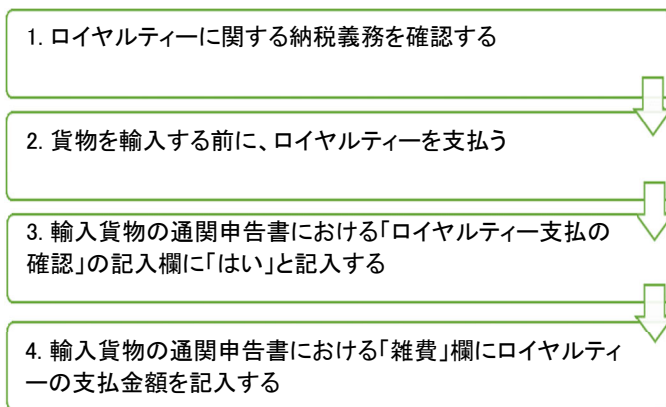 1. ロイヤルティーに関する納税義務を確認する
2. 貨物を輸入する前に、ロイヤルティーを支払う
3. 輸入貨物の通関申告書における「ロイヤルティー支払の
確認」の記入欄に「はい」と記入する
4. 輸入貨物の通関申告書における「雑費」欄にロイヤルティ
ーの支払金額を記入する